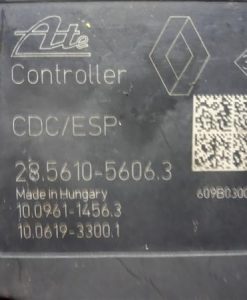 Ate
Controller
CDC/ESP
28.5610-5606.3
Made in Hungary
609B0300
10.0961-1456.3
10.0619-3300.1